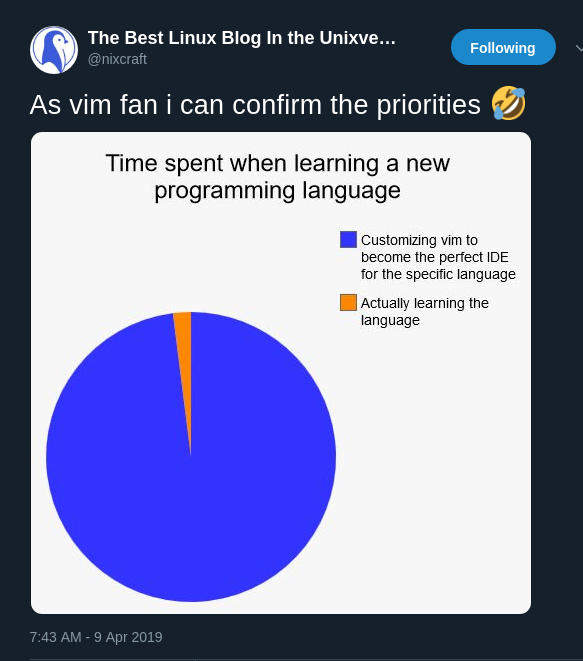 The Best Linux Blog In the Unixve…
@nixcraft
Following
As vim fan i can confirm the priorities 🤣
Time spent when learning a new
programming language
Customizing vim to
become the perfect IDE
for the specific language
Actually learning the
language
7:43 AM - 9 Apr 2019